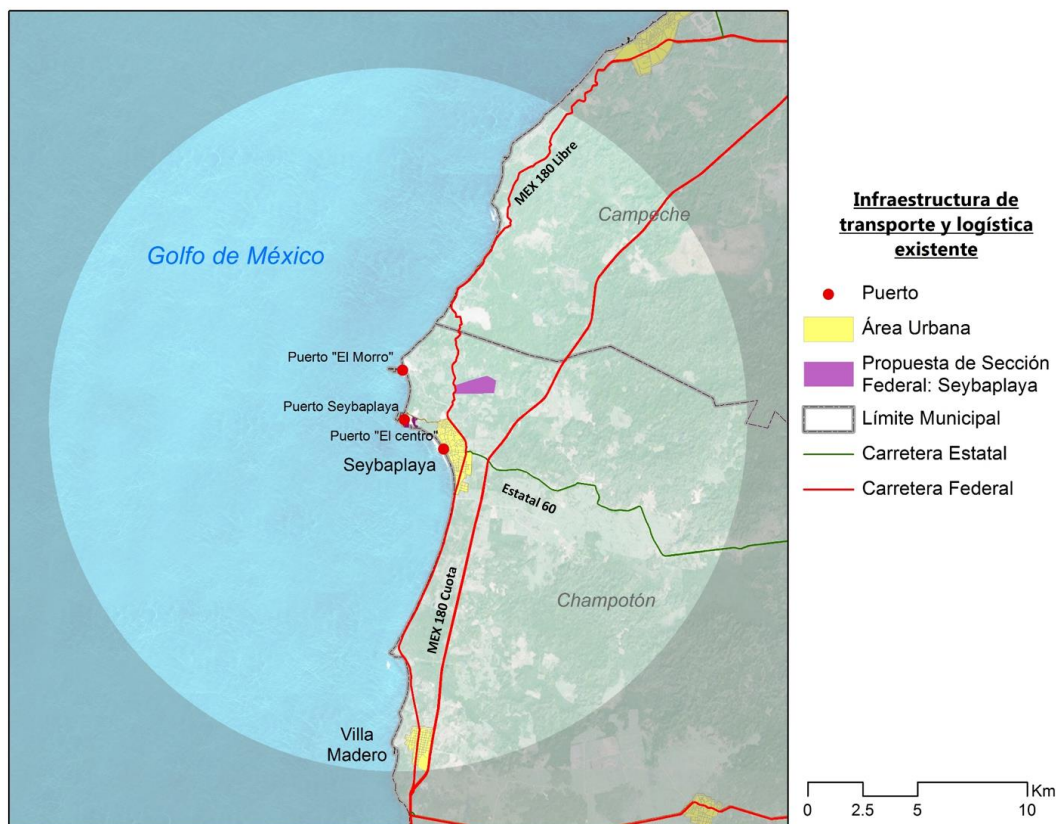 MEX 180 Libre
Campeche
Golfo de México
Puerto "El Morro"
Puerto Seybaplaya
Puerto "El centro"
Seybaplaya
Estatal 60
MEX 180 Cuota
Champotón
Villa
Madero
Infraestructura de
transporte y logística
existente
Puerto
Área Urbana
Propuesta de Sección
Federal: Seybaplaya
Límite Municipal
Carretera Estatal
Carretera Federal
Km
0 2.5 5 10